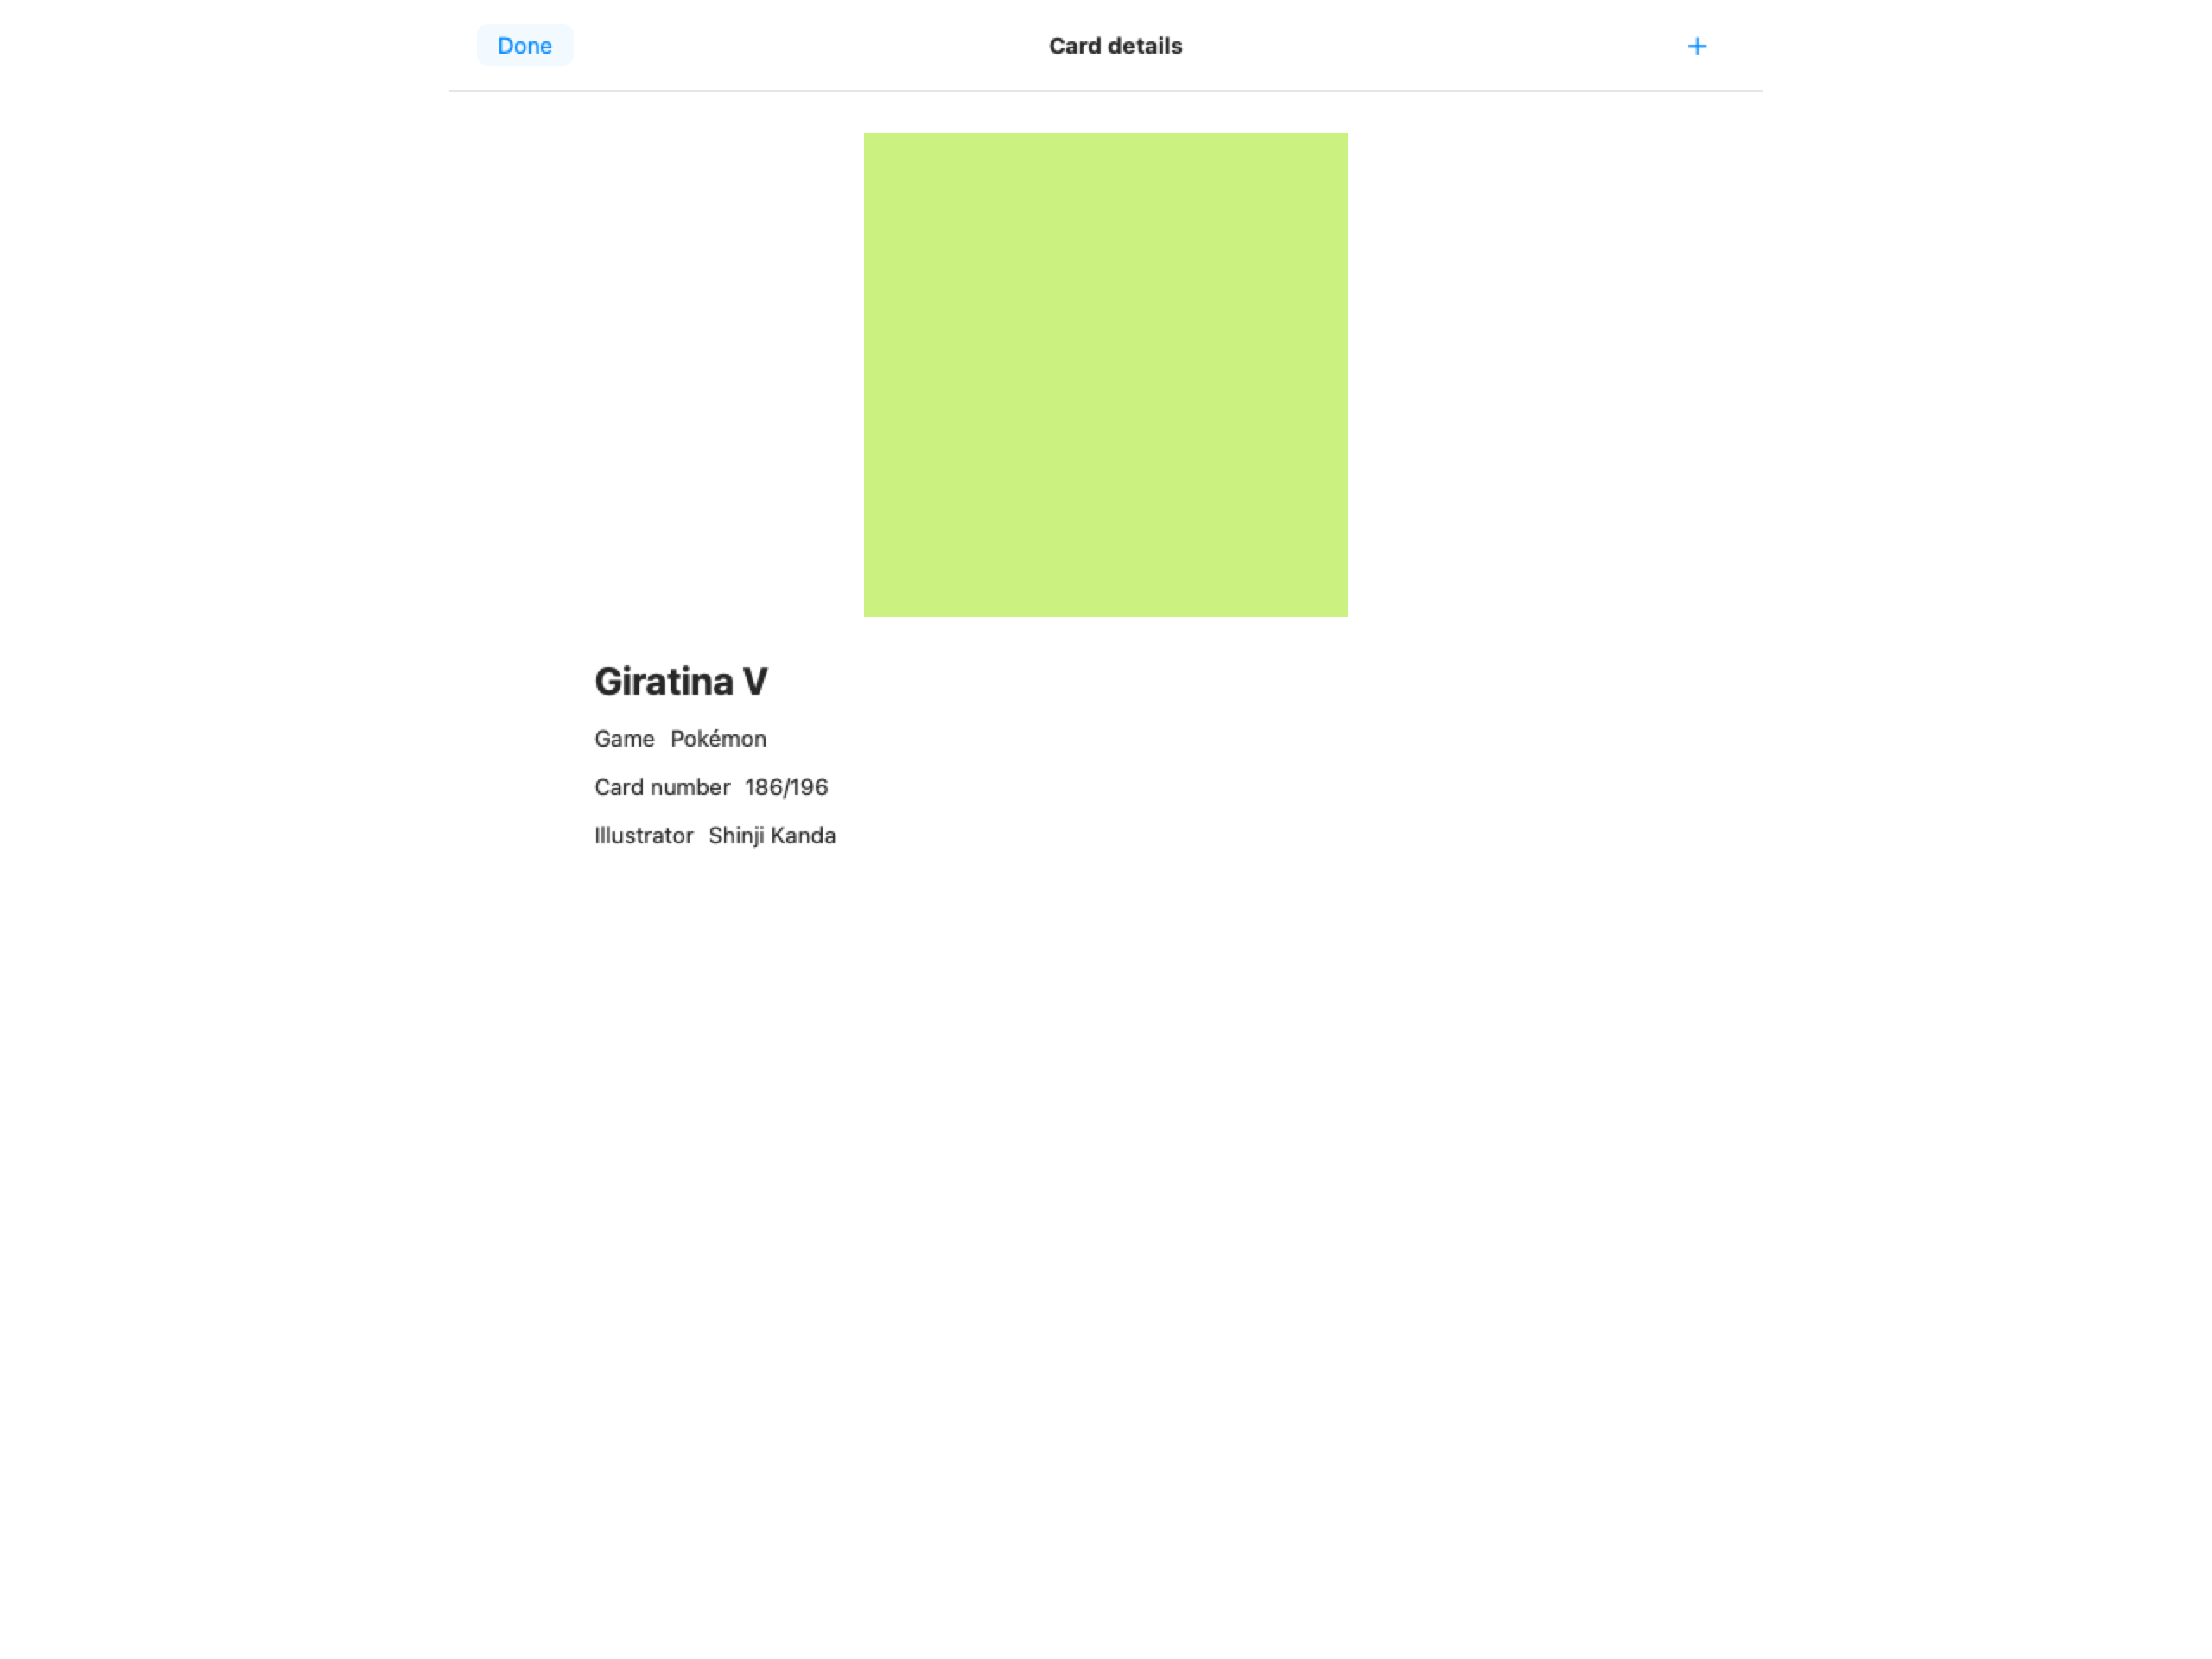 Done
Card details
+
Giratina V
Game Pokémon
Card number 186/196
Illustrator Shinji Kanda